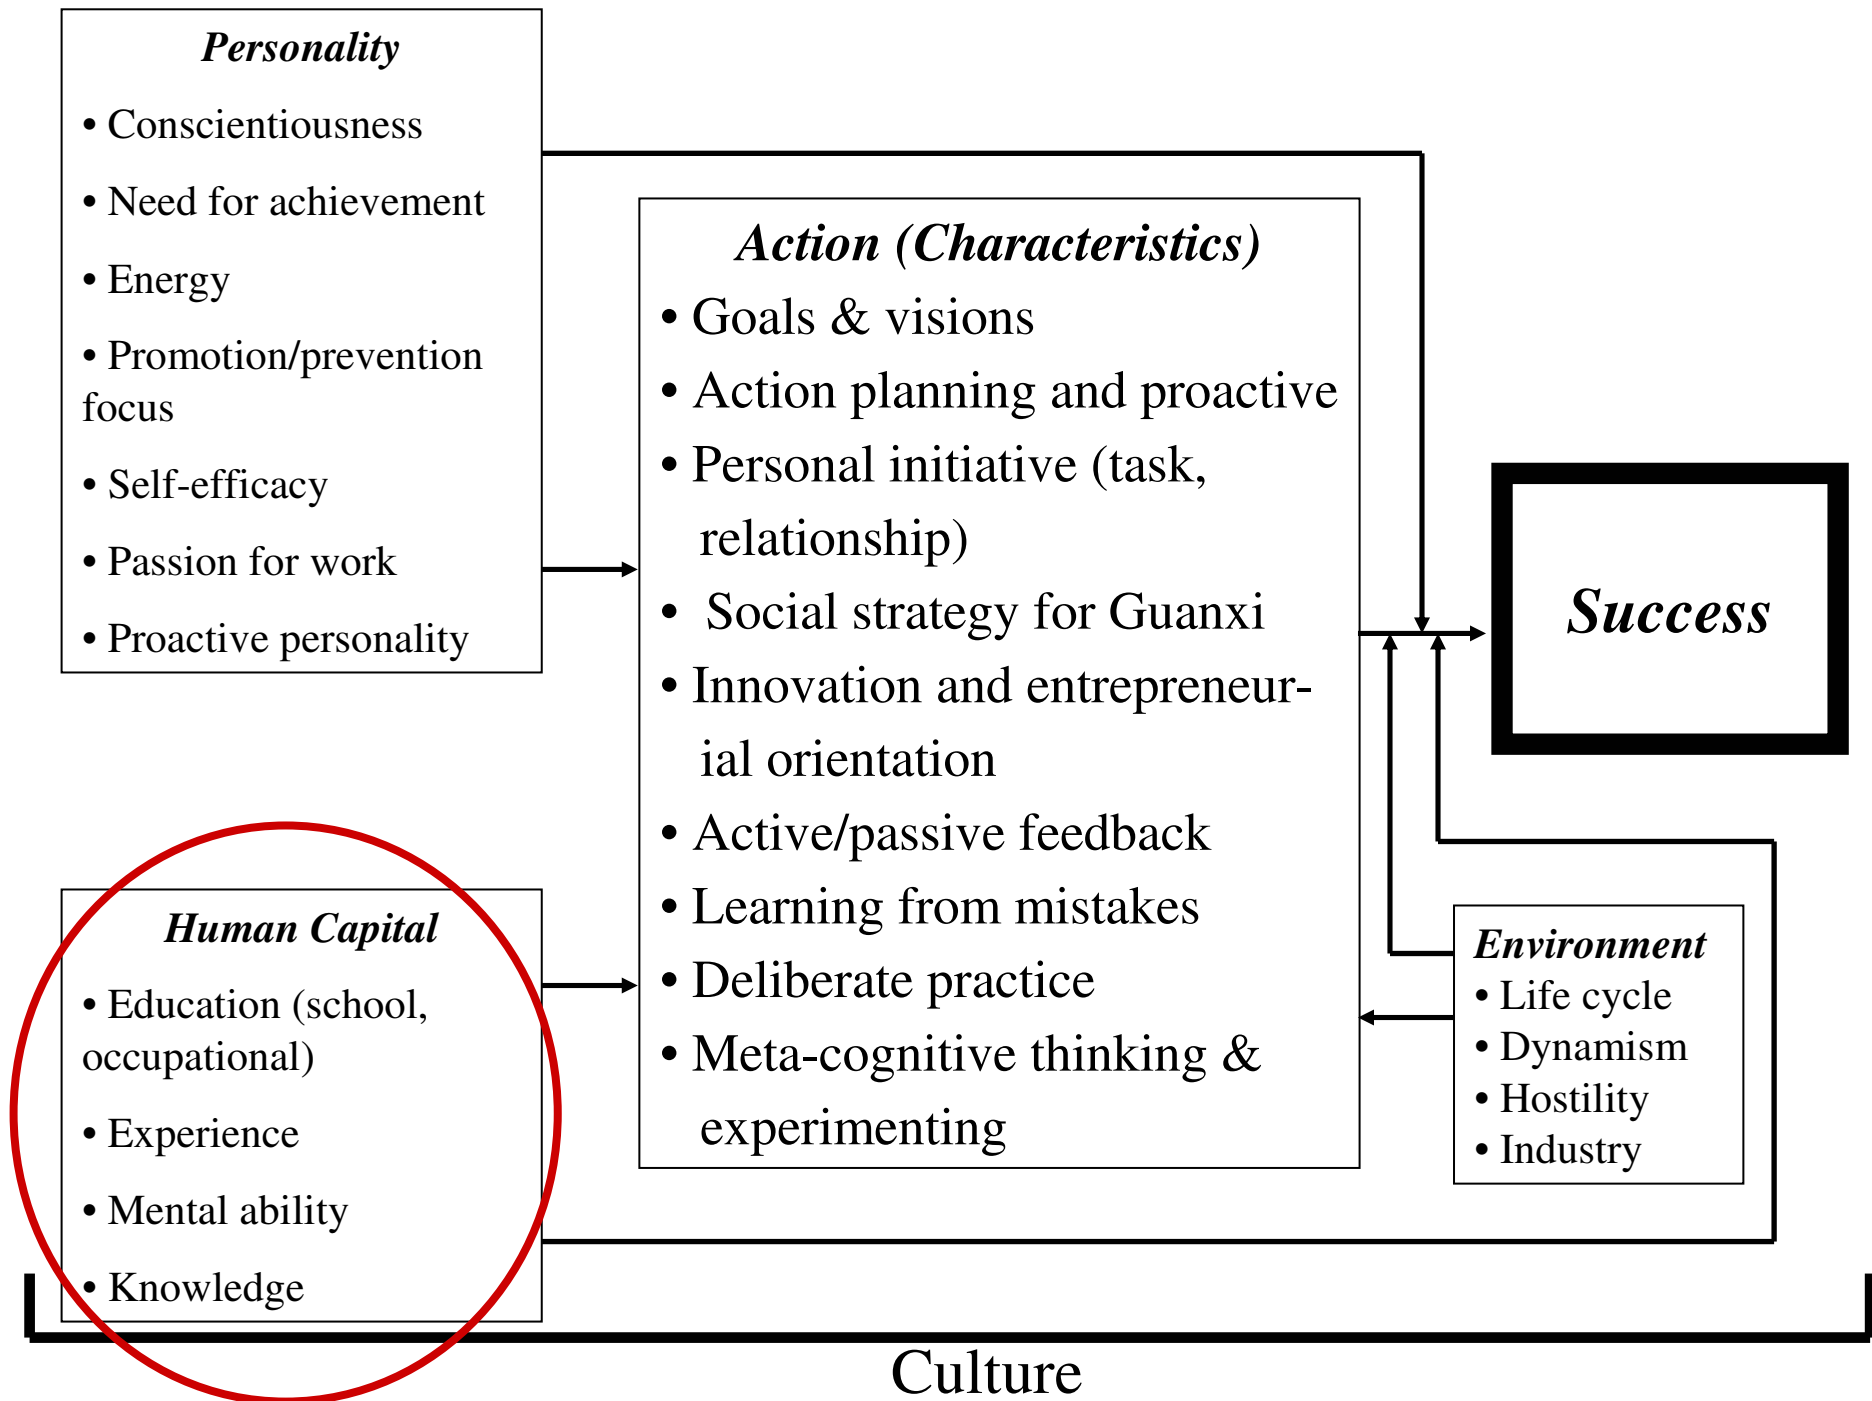 Personality
• Conscientiousness
• Need for achievement
• Energy
• Promotion/prevention
focus
• Self-efficacy
• Passion for work
• Proactive personality
Action (Characteristics)
• Goals & visions
• Action planning and proactive
• Personal initiative (task,
relationship)
• Social strategy for Guanxi
• Innovation and entrepreneur-
ial orientation
• Active/passive feedback
• Learning from mistakes
• Deliberate practice
• Meta-cognitive thinking &
experimenting
Success
Human Capital
• Education (school,
occupational)
• Experience
• Mental ability
• Knowledge
Environment
• Life cycle
• Dynamism
• Hostility
• Industry
Culture